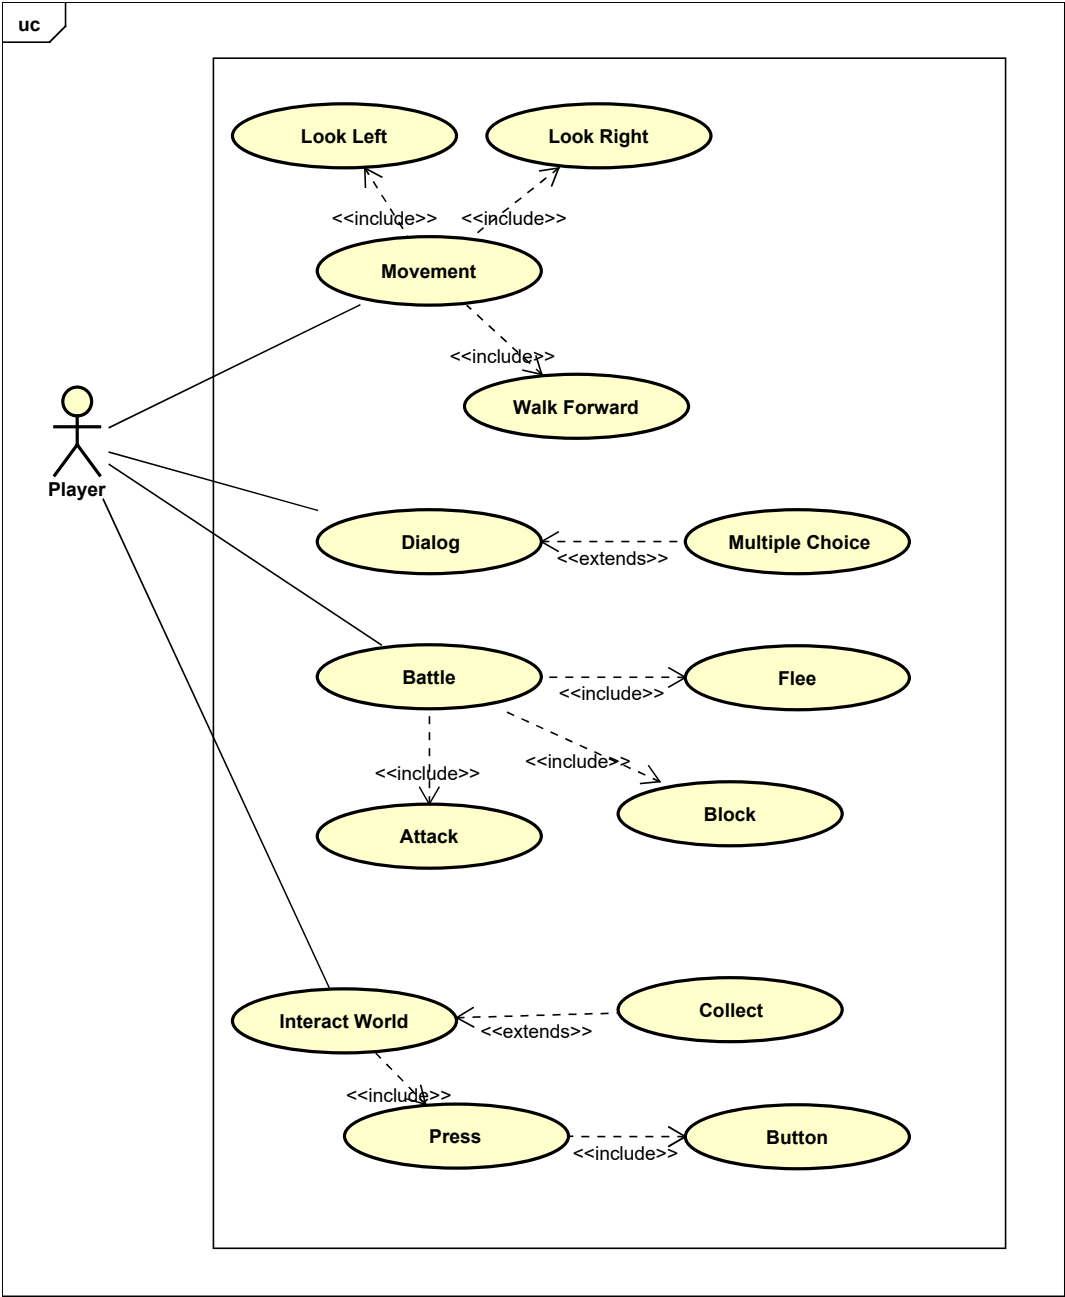 uc
Look Left
Look Right
<<include>>
<<include>>
Movement
<<include>>
Walk Forward
Player
Dialog
Multiple Choice
<<extends>>
Battle
Flee
<<include>>
<<include>>
<<include>>
Block
Attack
Collect
Interact World
<<extends>>
<<include>>
Press
Button
<<include>>